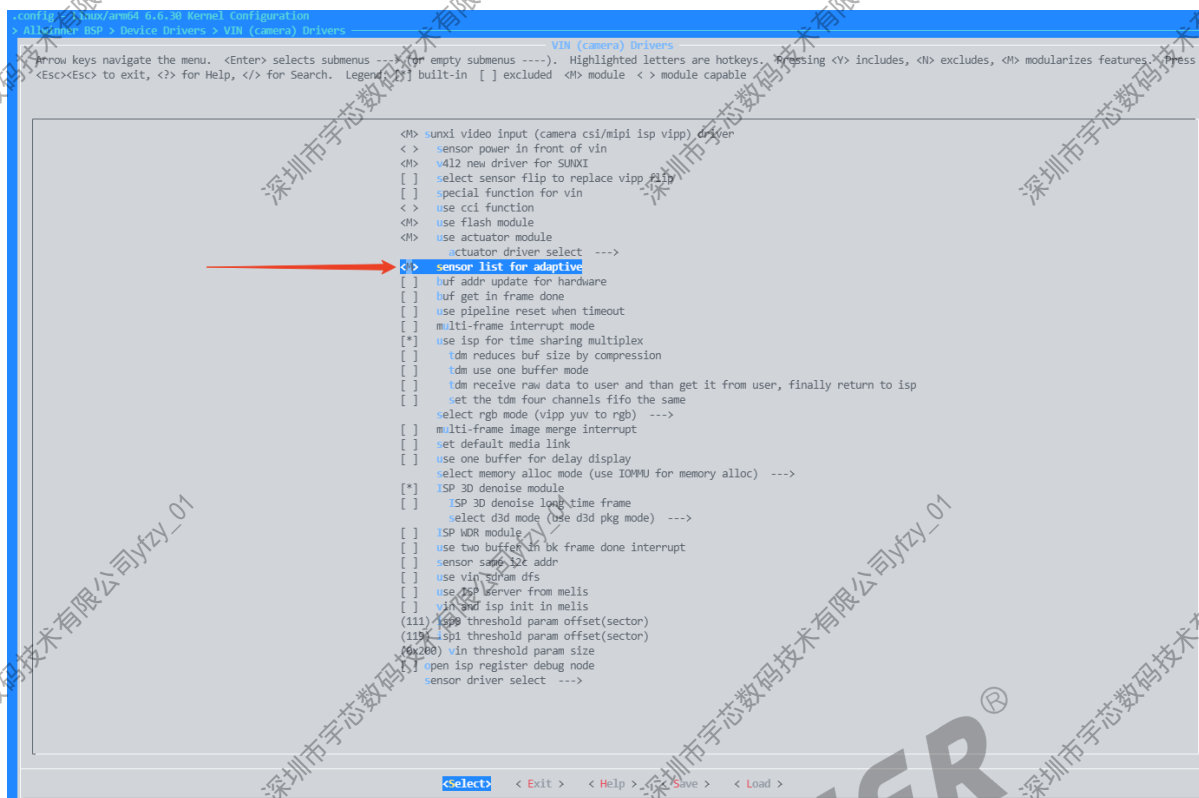 .config - Linux/arm64 6.6.30 Kernel Configuration
> Allwinner BSP > Device Drivers > VIN (camera) Drivers
VIN (camera) Drivers
Arrow keys navigate the menu. <Enter> selects submenus ---> (or empty submenus ----). Highlighted letters are hotkeys. Pressing <Y> includes, <N> excludes, <M> modularizes features. Press
<Esc><Esc> to exit, <?> for Help, </> for Search. Legend: [*] built-in [ ] excluded <M> module < > module capable
<M> sunxi video input (camera csi/mipi isp vipp) driver
< > sensor power in front of vin
<M> v4l2 new driver for SUNXI
[ ] select sensor flip to replace vipp flip
[ ] special function for vin
< > use cci function
<M> use flash module
<M> use actuator module
actuator driver select --->
<M> sensor list for adaptive
[ ] buf addr update for hardware
[ ] buf get in frame done
[ ] use pipeline reset when timeout
[ ] multi-frame interrupt mode
[*] use isp for time sharing multiplex
[ ] tdm reduces buf size by compression
[ ] tdm use one buffer mode
[ ] tdm receive raw data to user and than get it from user, finally return to isp
[ ] set the tdm four channels fifo the same
select rgb mode (vipp yuv to rgb) --->
[ ] multi-frame image merge interrupt
[ ] set default media link
[ ] use one buffer for delay display
select memory alloc mode (use IOMMU for memory alloc) --->
[*] ISP 3D denoise module
[ ] ISP 3D denoise long time frame
select d3d mode (use d3d pkg mode) --->
[ ] ISP WDR module
[ ] use two buffer in bk frame done interrupt
[ ] sensor same i2c addr
[ ] use vin sdram dfs
[ ] use ISP server from melis
[ ] vin and isp init in melis
(111) isp0 threshold param offset(sector)
(119) isp1 threshold param offset(sector)
(0x200) vin threshold param size
[ ] open isp register debug node
sensor driver select --->
<Select> < Exit > < Help > < Save > < Load >
深圳市宇芯数码技术有限公司yfzy_01
®